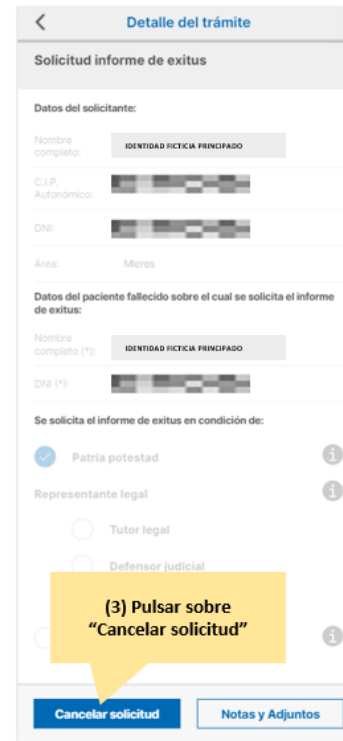 Detalle del trámite
Solicitud informe de exitus
Datos del solicitante:
Nombre
completo:
IDENTIDAD FICTICIA PRINCIPADO
C.I.P.
Autonómico:
DNI:
Área:
Mieres
Datos del paciente fallecido sobre el cual se solicita el informe
de exitus:
Nombre
completo (*):
IDENTIDAD FICTICIA PRINCIPADO
DNI (*):
Se solicita el informe de exitus en condición de:
Patria potestad
Representante legal
Tutor legal
Defensor judicial
(3) Pulsar sobre
“Cancelar solicitud”
Cancelar solicitud
Notas y Adjuntos